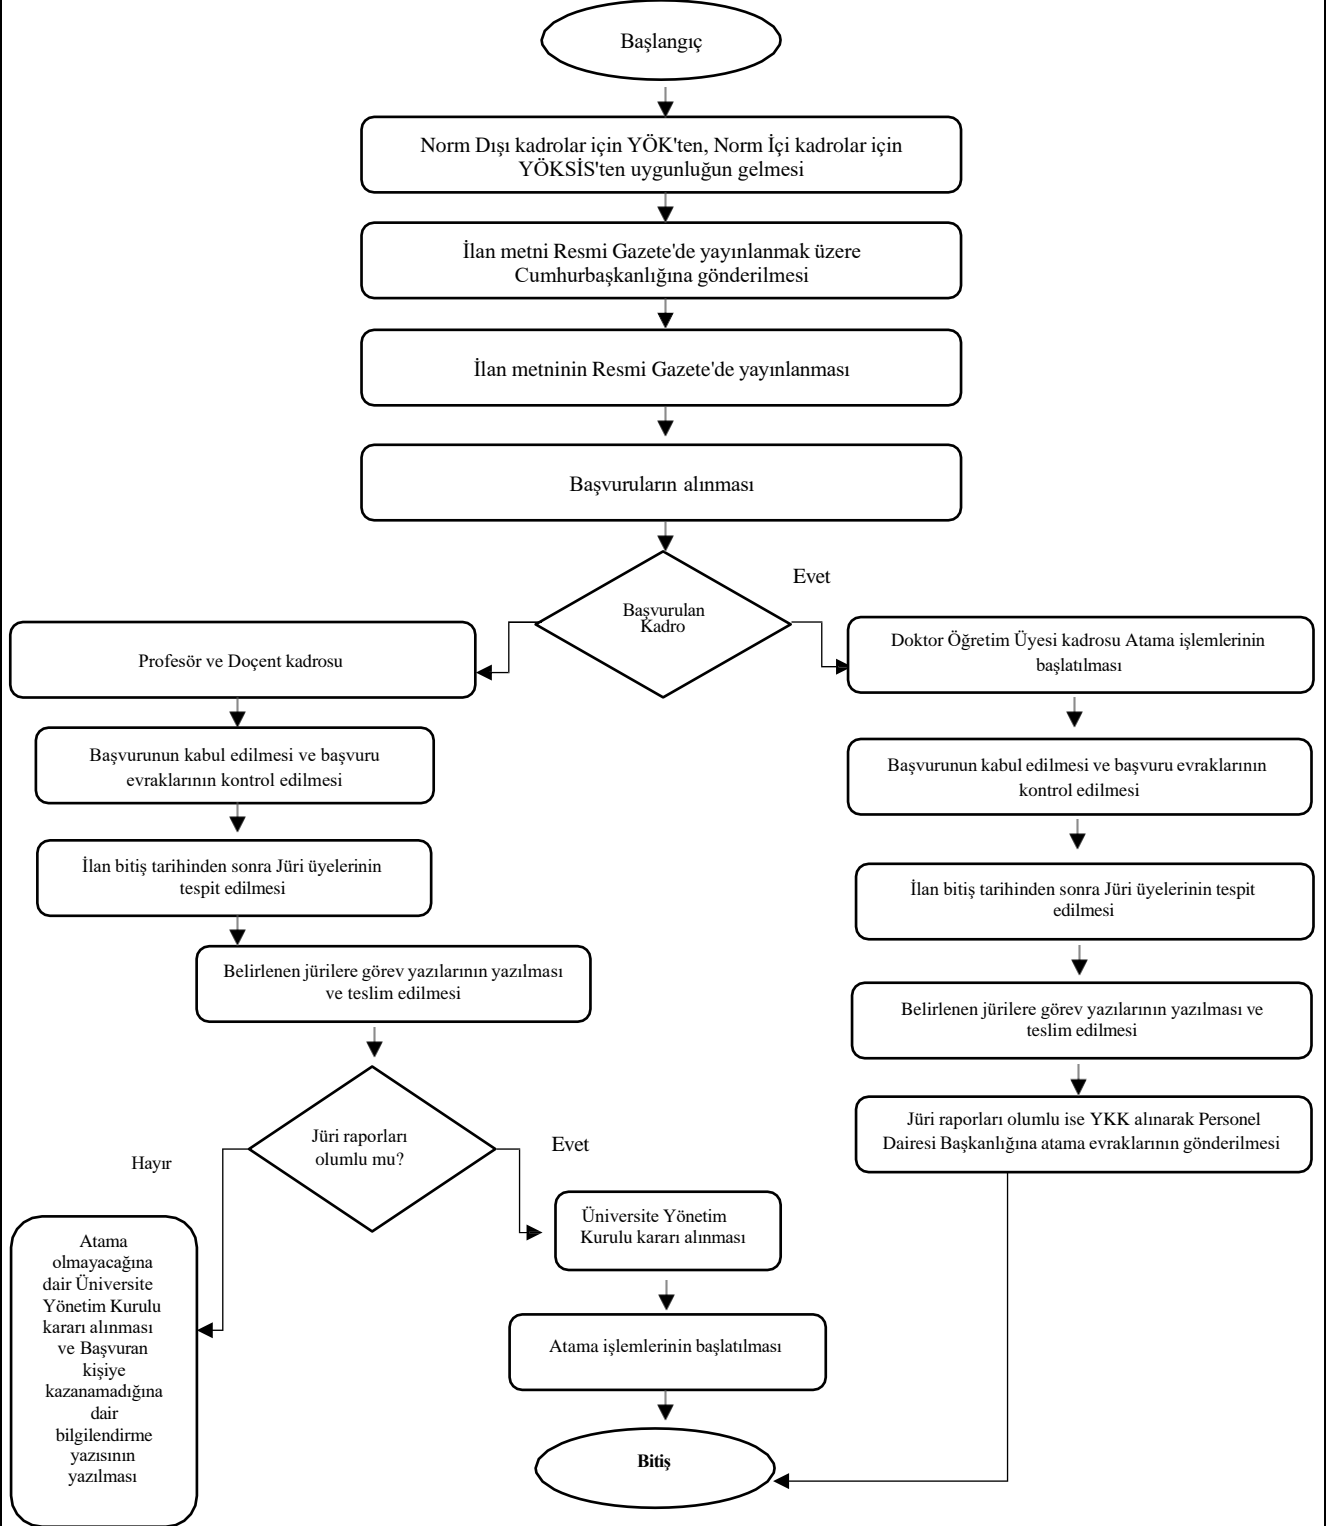 Başlangıç
Norm Dışı kadrolar için YÖK'ten, Norm İçi kadrolar için
YÖKSİS'ten uygunluğun gelmesi
İlan metni Resmi Gazete'de yayınlanmak üzere
Cumhurbaşkanlığına gönderilmesi
İlan metninin Resmi Gazete'de yayınlanması
Başvuruların alınması
Evet
Başvurulan
Kadro
Profesör ve Doçent kadrosu
Başvurunun kabul edilmesi ve başvuru
evraklarının kontrol edilmesi
İlan bitiş tarihinden sonra Jüri üyelerinin
tespit edilmesi
Belirlenen jürilere görev yazılarının yazılması
ve teslim edilmesi
Jüri raporları
olumlu mu?
Hayır
Evet
Atama
olmayacağına
dair Üniversite
Yönetim Kurulu
kararı alınması
ve Başvuran
kişiye
kazanamadığına
dair
bilgilendirme
yazısının
yazılması
Üniversite Yönetim
Kurulu kararı alınması
Atama işlemlerinin başlatılması
Doktor Öğretim Üyesi kadrosu Atama işlemlerinin
başlatılması
Başvurunun kabul edilmesi ve başvuru evraklarının
kontrol edilmesi
İlan bitiş tarihinden sonra Jüri üyelerinin tespit
edilmesi
Belirlenen jürilere görev yazılarının yazılması ve
teslim edilmesi
Jüri raporları olumlu ise YKK alınarak Personel
Dairesi Başkanlığına atama evraklarının gönderilmesi
Bitiş